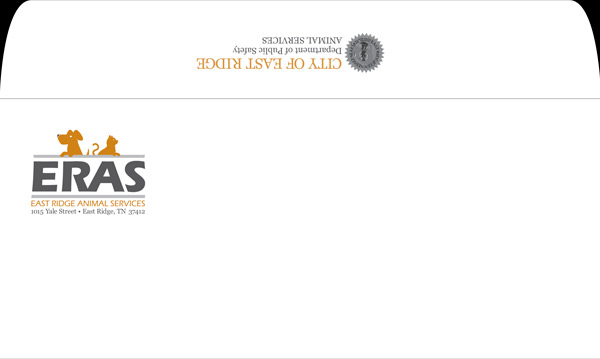 CITY OF EAST RIDGE
Department of Public Safety
ANIMAL SERVICES
ERAS
EAST RIDGE ANIMAL SERVICES
1015 Yale Street • East Ridge, TN 37412